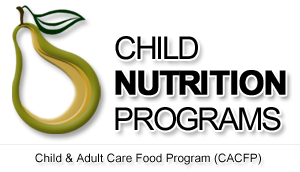 CHILD
NUTRITION
PROGRAMS
Child & Adult Care Food Program (CACFP)